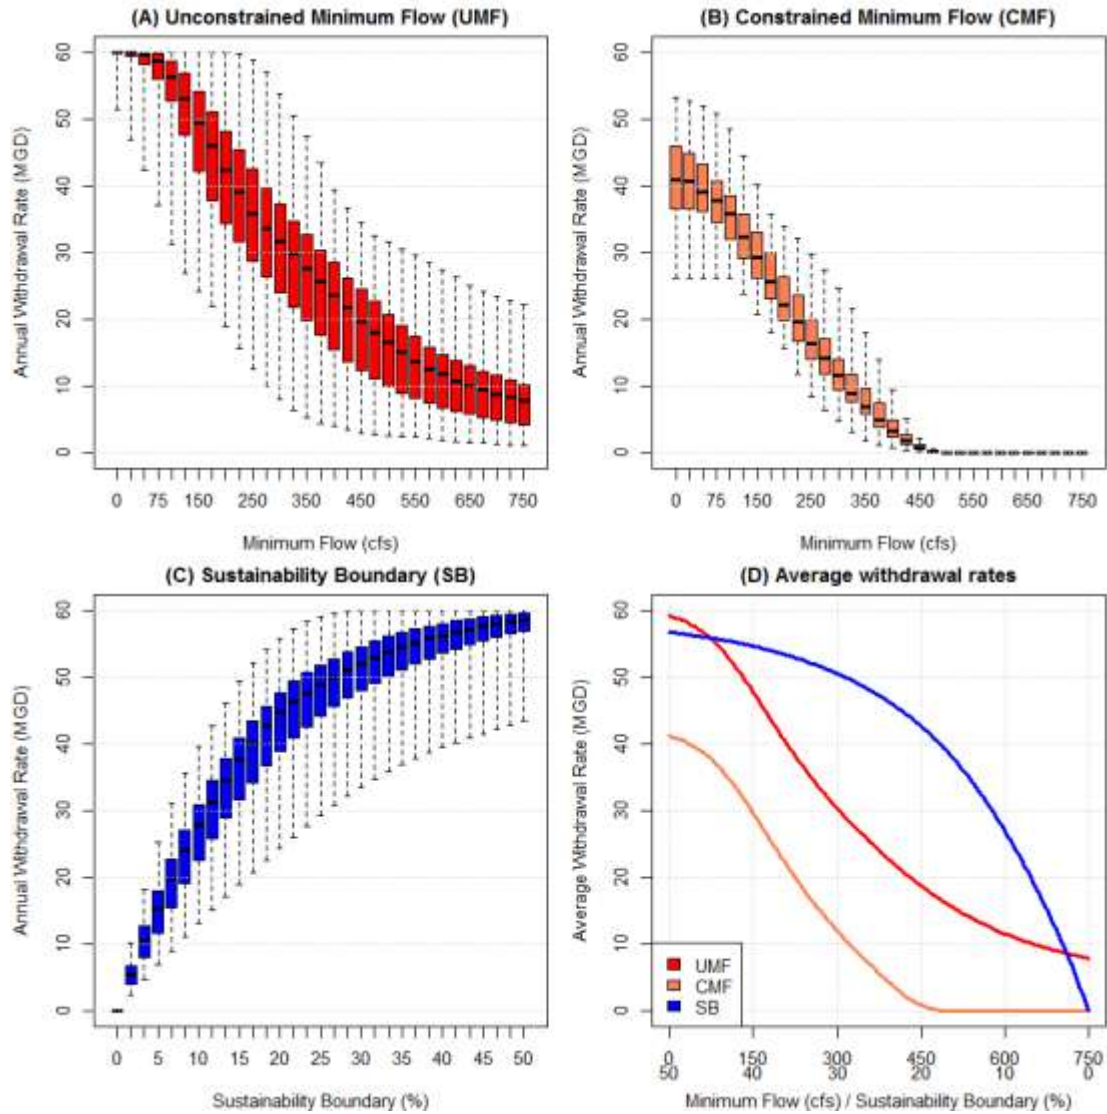 (A) Unconstrained Minimum Flow (UMF)
Annual Withdrawal Rate (MGD)
60
50
40
30
20
10
0
0 75 150 250 350 450 550 650 750
Minimum Flow (cfs)
(B) Constrained Minimum Flow (CMF)
Annual Withdrawal Rate (MGD)
60
50
40
30
20
10
0
0 75 150 250 350 450 550 650 750
Minimum Flow (cfs)
(C) Sustainability Boundary (SB)
Annual Withdrawal Rate (MGD)
60
50
40
30
20
10
0
0 5 10 15 20 25 30 35 40 45 50
Sustainability Boundary (%)
(D) Average withdrawal rates
Average Withdrawal Rate (MGD)
60
50
40
30
20
10
0
UMF
CMF
SB
0 150 300 450 600 750
50 40 30 20 10 0
Minimum Flow (cfs) / Sustainability Boundary (%)